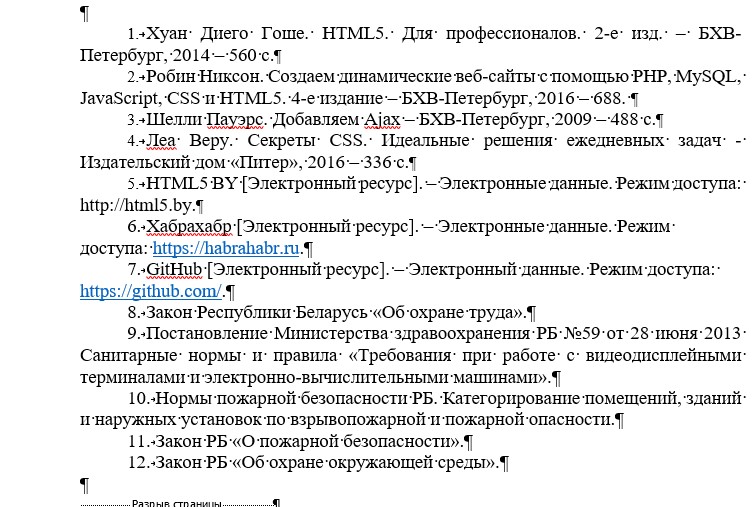 1. Хуан Диего Гоше. HTML5. Для профессионалов. 2-е изд. – БХВ-
Петербург, 2014 – 560 с.¶
2. Робин Никсон. Создаем динамические веб-сайты с помощью PHP, MySQL,
JavaScript, CSS и HTML5. 4-е издание – БХВ-Петербург, 2016 – 688. ¶
3. Шелли Пауэрс. Добавляем Ajax – БХВ-Петербург, 2009 – 488 с.¶
4. Леа Веру. Секреты CSS. Идеальные решения ежедневных задач -
Издательский дом «Питер», 2016 – 336 с.¶
5. HTML5 BY [Электронный ресурс]. – Электронные данные. Режим доступа:
http://html5.by.¶
6. Хабрахабр [Электронный ресурс]. – Электронные данные. Режим
доступа: https://habrahabr.ru.¶
7. GitHub [Электронный ресурс]. – Электронный данные. Режим доступа:
https://github.com/.¶
8. Закон Республики Беларусь «Об охране труда».¶
9. Постановление Министерства здравоохранения РБ №59 от 28 июня 2013
Санитарные нормы и правила «Требования при работе с видеодисплейными
терминалами и электронно-вычислительными машинами».¶
10. Нормы пожарной безопасности РБ. Категорирование помещений, зданий
и наружных установок по взрывопожарной и пожарной опасности.¶
11. Закон РБ «О пожарной безопасности».¶
12. Закон РБ «Об охране окружающей среды».¶
¶
Разрыв страницы¶